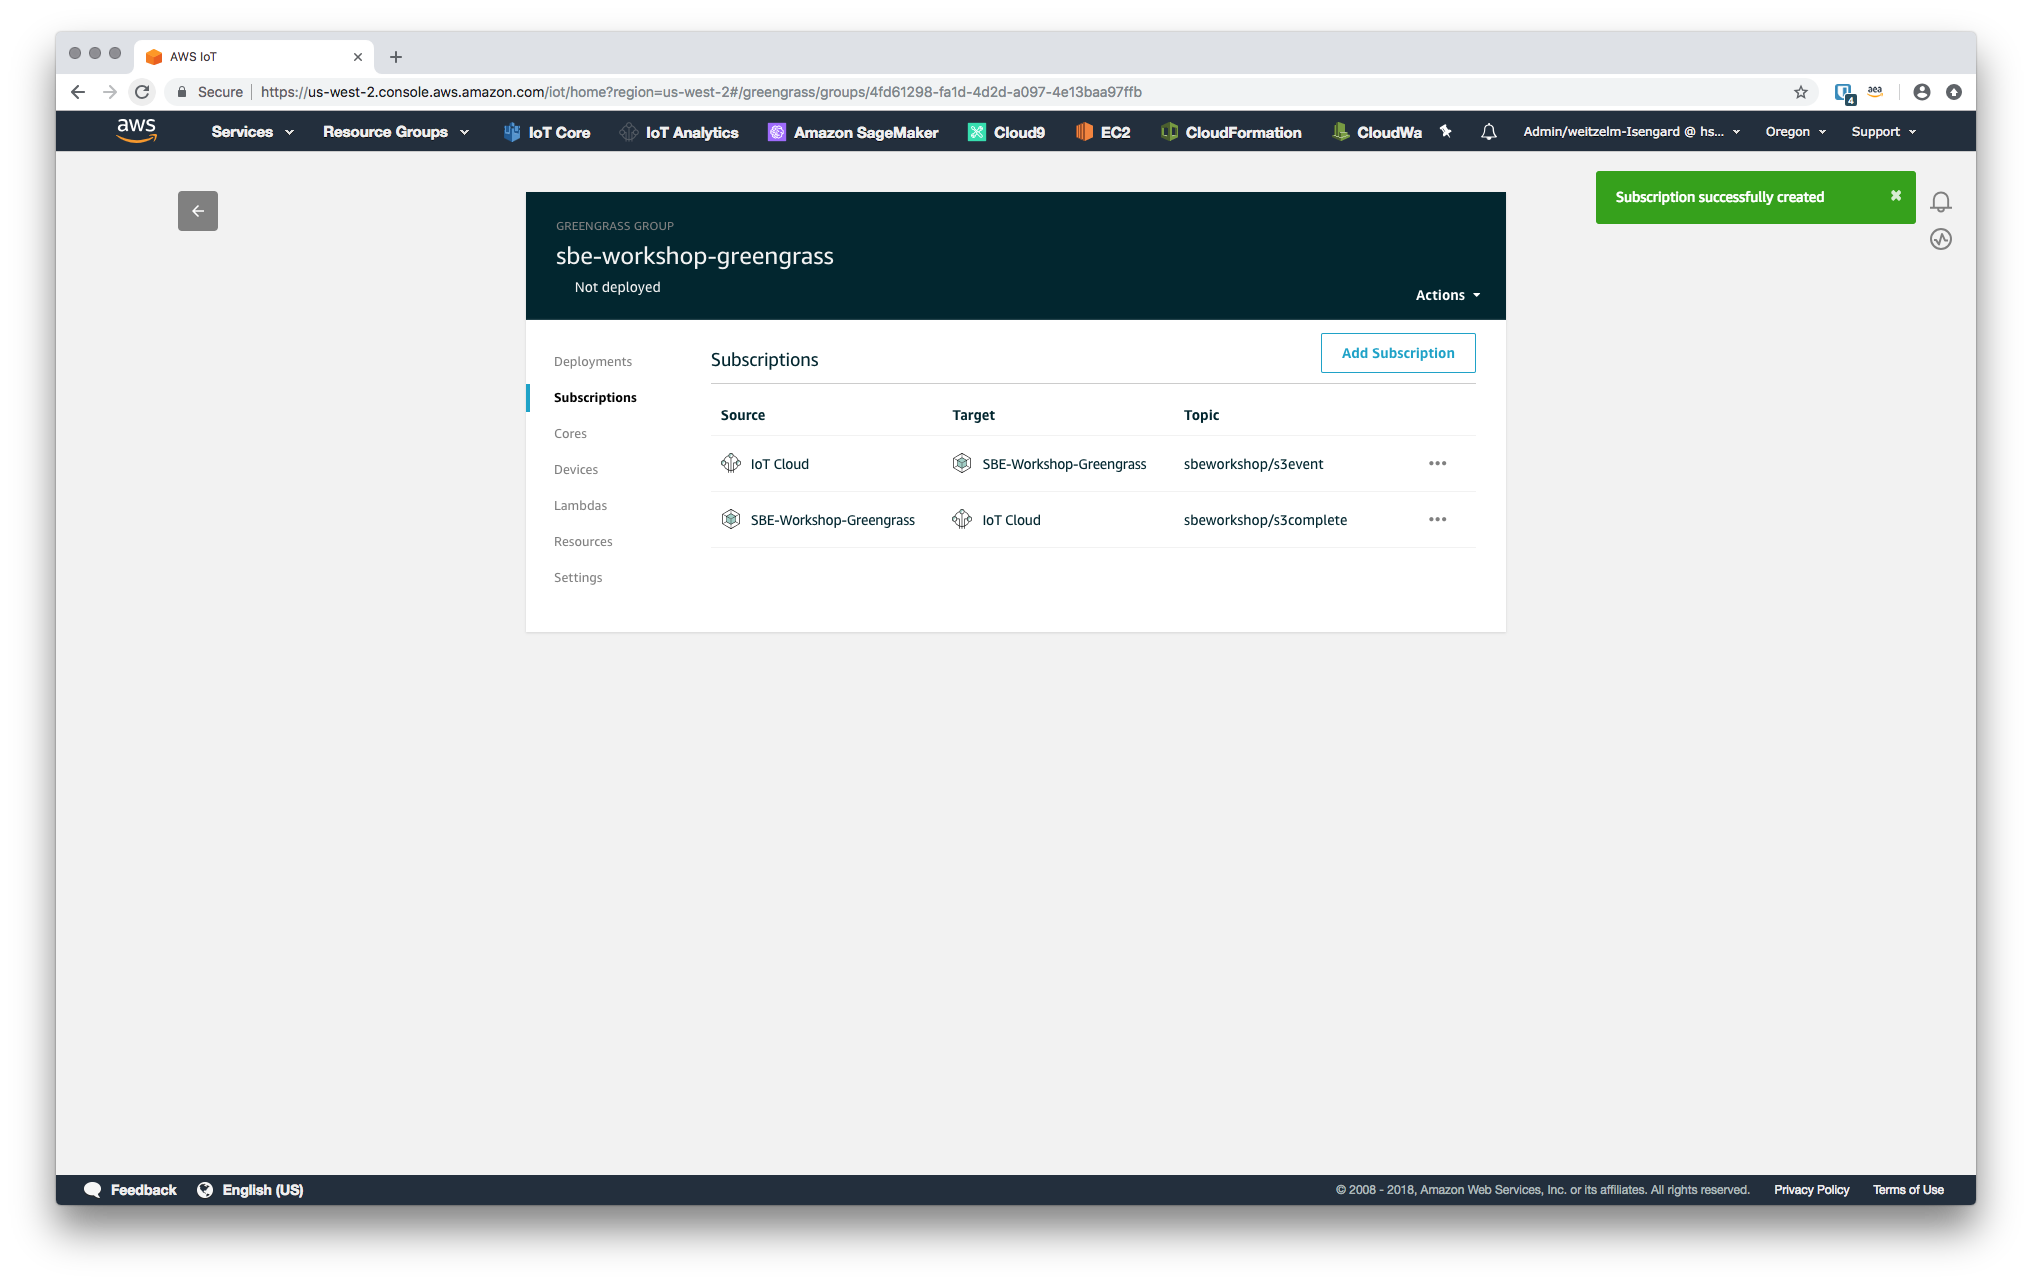 AWS IoT
Secure https://us-west-2.console.aws.amazon.com/iot/home?region=us-west-2#/greengrass/groups/4fd61298-fa1d-4d2d-a097-4e13baa97ffb
4
aea
aws Services Resource Groups IoT Core IoT Analytics Amazon SageMaker Cloud9 EC2 CloudFormation CloudWa Admin/weitzelm-Isengard @ hs... Oregon Support
Subscription successfully created
GREENGRASS GROUP
sbe-workshop-greengrass
Not deployed
Actions
Deployments
Subscriptions
Cores
Devices
Lambdas
Resources
Settings
Subscriptions
Add Subscription
Source Target Topic
IoT Cloud SBE-Workshop-Greengrass sbeworkshop/s3event
SBE-Workshop-Greengrass IoT Cloud sbeworkshop/s3complete
Feedback English (US) © 2008 - 2018, Amazon Web Services, Inc. or its affiliates. All rights reserved. Privacy Policy Terms of Use